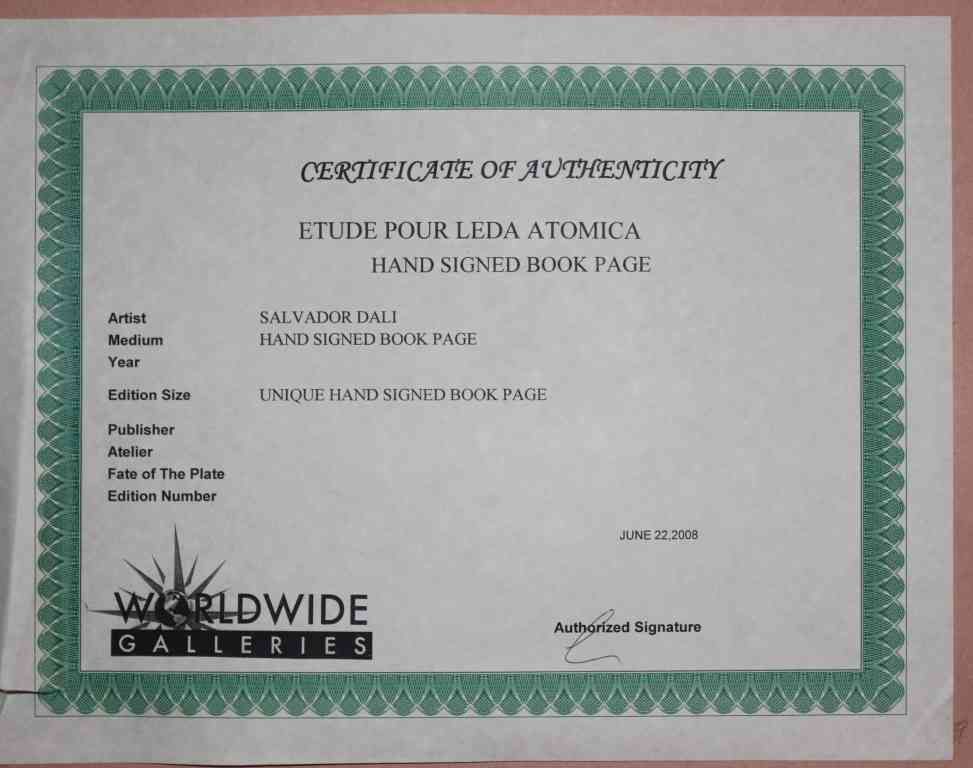 CERTIFICATE OF AUTHENTICITY
ETUDE POUR LEDA ATOMICA
HAND SIGNED BOOK PAGE
Artist SALVADOR DALI
Medium HAND SIGNED BOOK PAGE
Year
Edition Size UNIQUE HAND SIGNED BOOK PAGE
Publisher
Atelier
Fate of The Plate
Edition Number
JUNE 22,2008
WORLDWIDE
GALLERIES
Authorized Signature